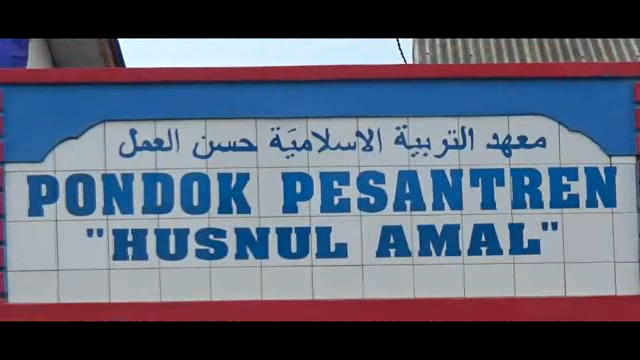 معهد التربية الاسلاميَة حسن العمل
PONDOK PESANTREN
"HUSNUL AMAL"